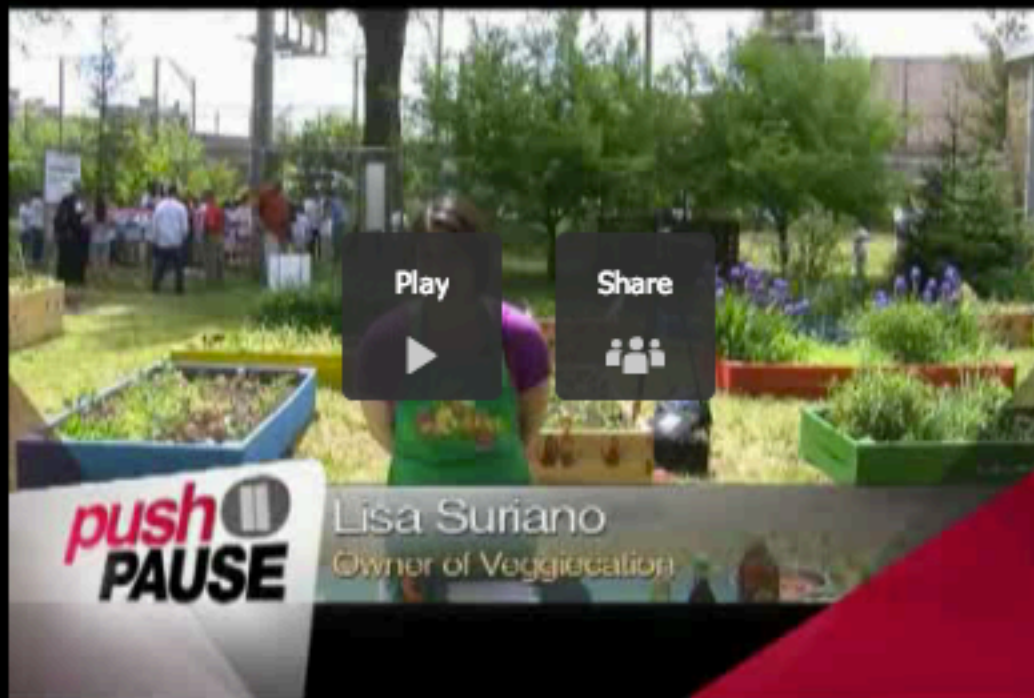 Play
Share
push
PAUSE
Lisa Suriano
Owner of Veggiecation